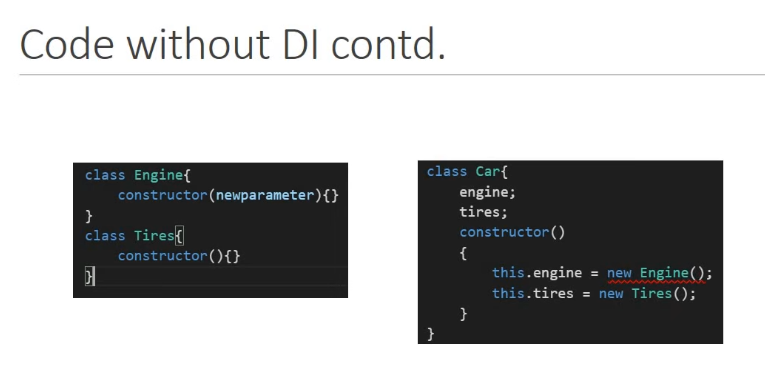 Code without DI contd.
class Engine{
    constructor(newparameter){}
}
class Tires{
    constructor(){}
}
class Car{
    engine;
    tires;
    constructor()
    {
        this.engine = new Engine();
        this.tires = new Tires();
    }
}